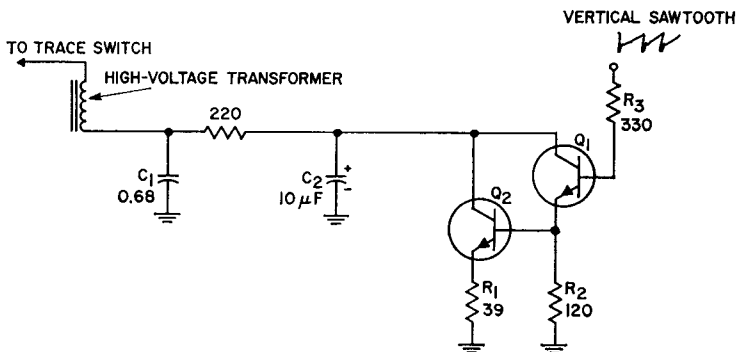 VERTICAL SAWTOOTH
TO TRACE SWITCH
HIGH-VOLTAGE TRANSFORMER
220
R3
330
Q1
C1
0.68
C2
10 µF
+
-
Q2
R1
39
R2
120